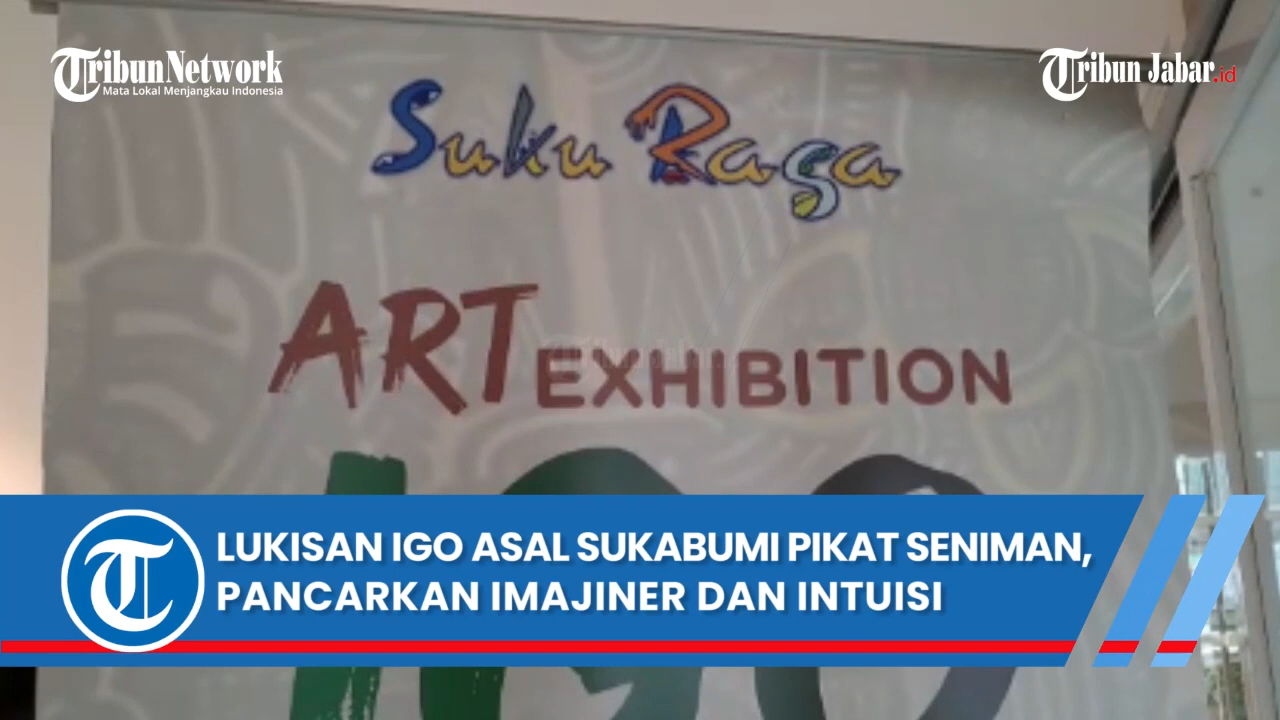 TribunNetwork
Mata Lokal Menjangkau Indonesia
Tribun Jabar.id
Suku Raga
ART EXHIBITION
IGO
LUKISAN IGO ASAL SUKABUMI PIKAT SENIMAN,
PANCARKAN IMAJINER DAN INTUISI